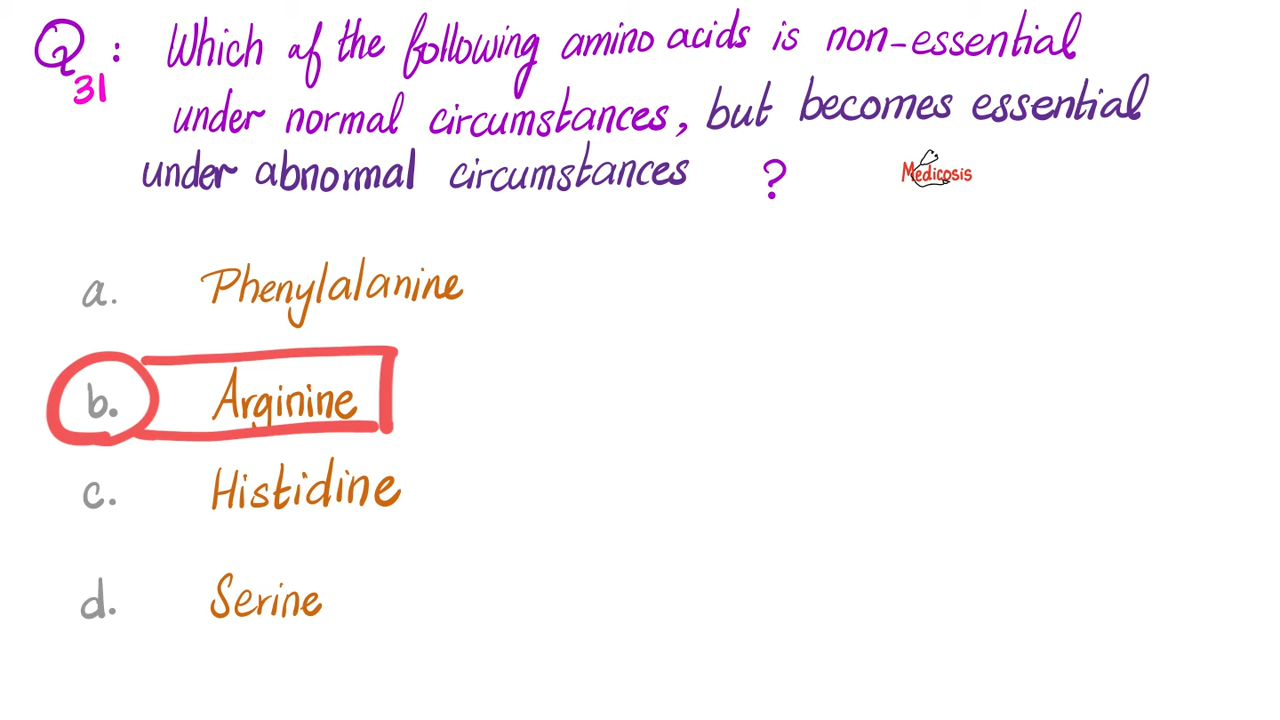 Q 31 : Which of the following amino acids is non-essential
under normal circumstances, but becomes essential
under abnormal circumstances ?
Medicosis
a. Phenylalanine
b. Arginine
c. Histidine
d. Serine